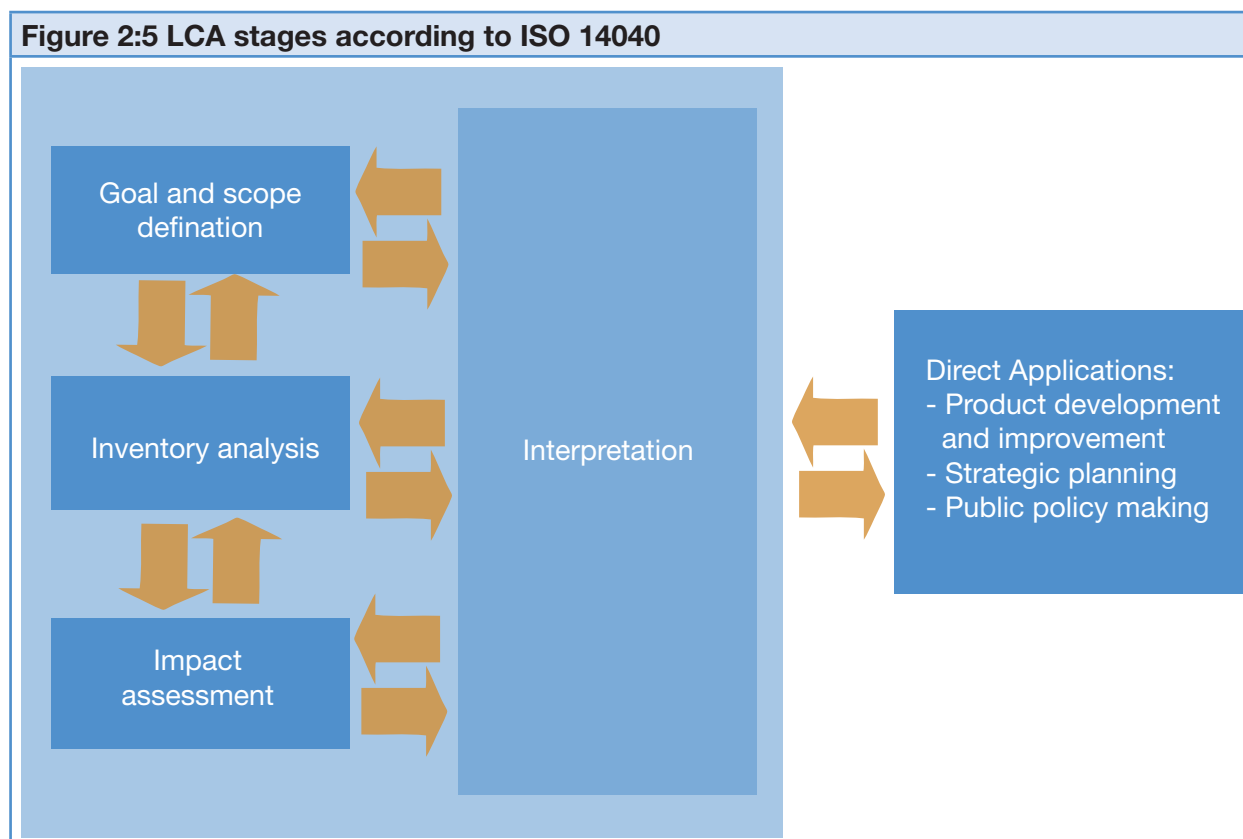 Figure 2:5 LCA stages according to ISO 14040
Goal and scope
defination
Inventory analysis
Impact
assessment
Interpretation
Direct Applications:
- Product development
and improvement
- Strategic planning
- Public policy making